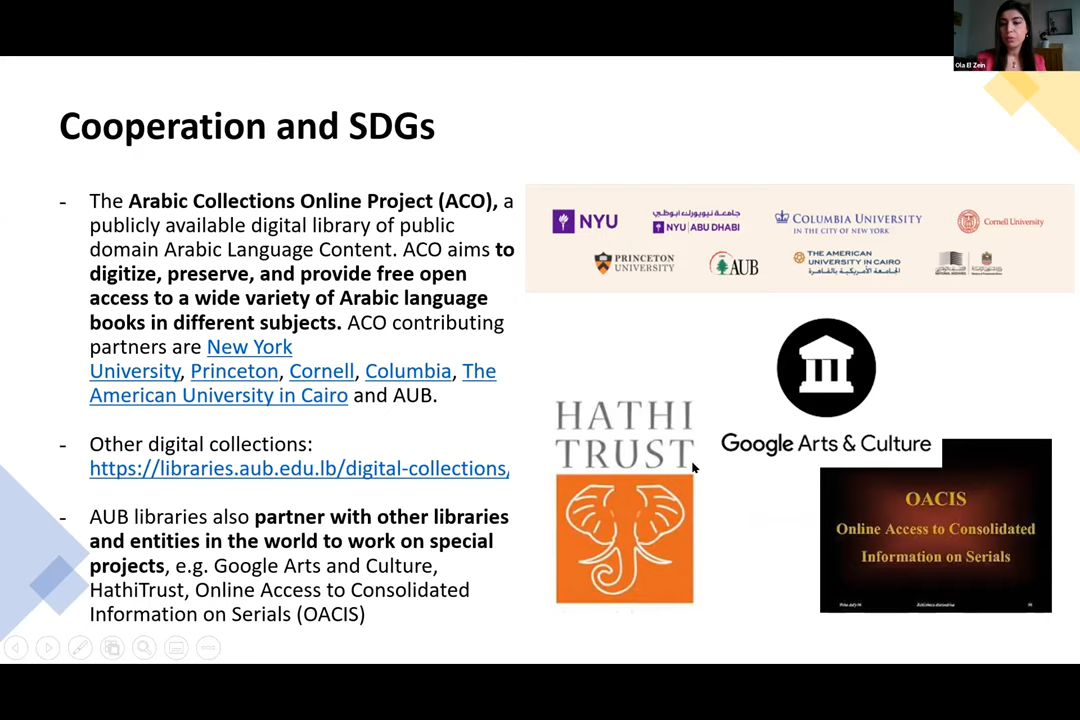 Ola El Zein
Cooperation and SDGs
- The Arabic Collections Online Project (ACO), a
publicly available digital library of public
domain Arabic Language Content. ACO aims to
digitize, preserve, and provide free open
access to a wide variety of Arabic language
books in different subjects. ACO contributing
partners are New York
University, Princeton, Cornell, Columbia, The
American University in Cairo and AUB.
- Other digital collections:
https://libraries.aub.edu.lb/digital-collections/
- AUB libraries also partner with other libraries
and entities in the world to work on special
projects, e.g. Google Arts and Culture,
HathiTrust, Online Access to Consolidated
Information on Serials (OACIS)
NYU
جامعة نيويورك أبوظبي
NYU | ABU DHABI
COLUMBIA UNIVERSITY
IN THE CITY OF NEW YORK
Cornell University
PRINCETON
UNIVERSITY
AUB
THE AMERICAN
UNIVERSITY IN CAIRO
الجامعة الأمريكية بالقاهرة
HATHI
TRUST
Google Arts & Culture
OACIS
Online Access to Consolidated
Information on Serials